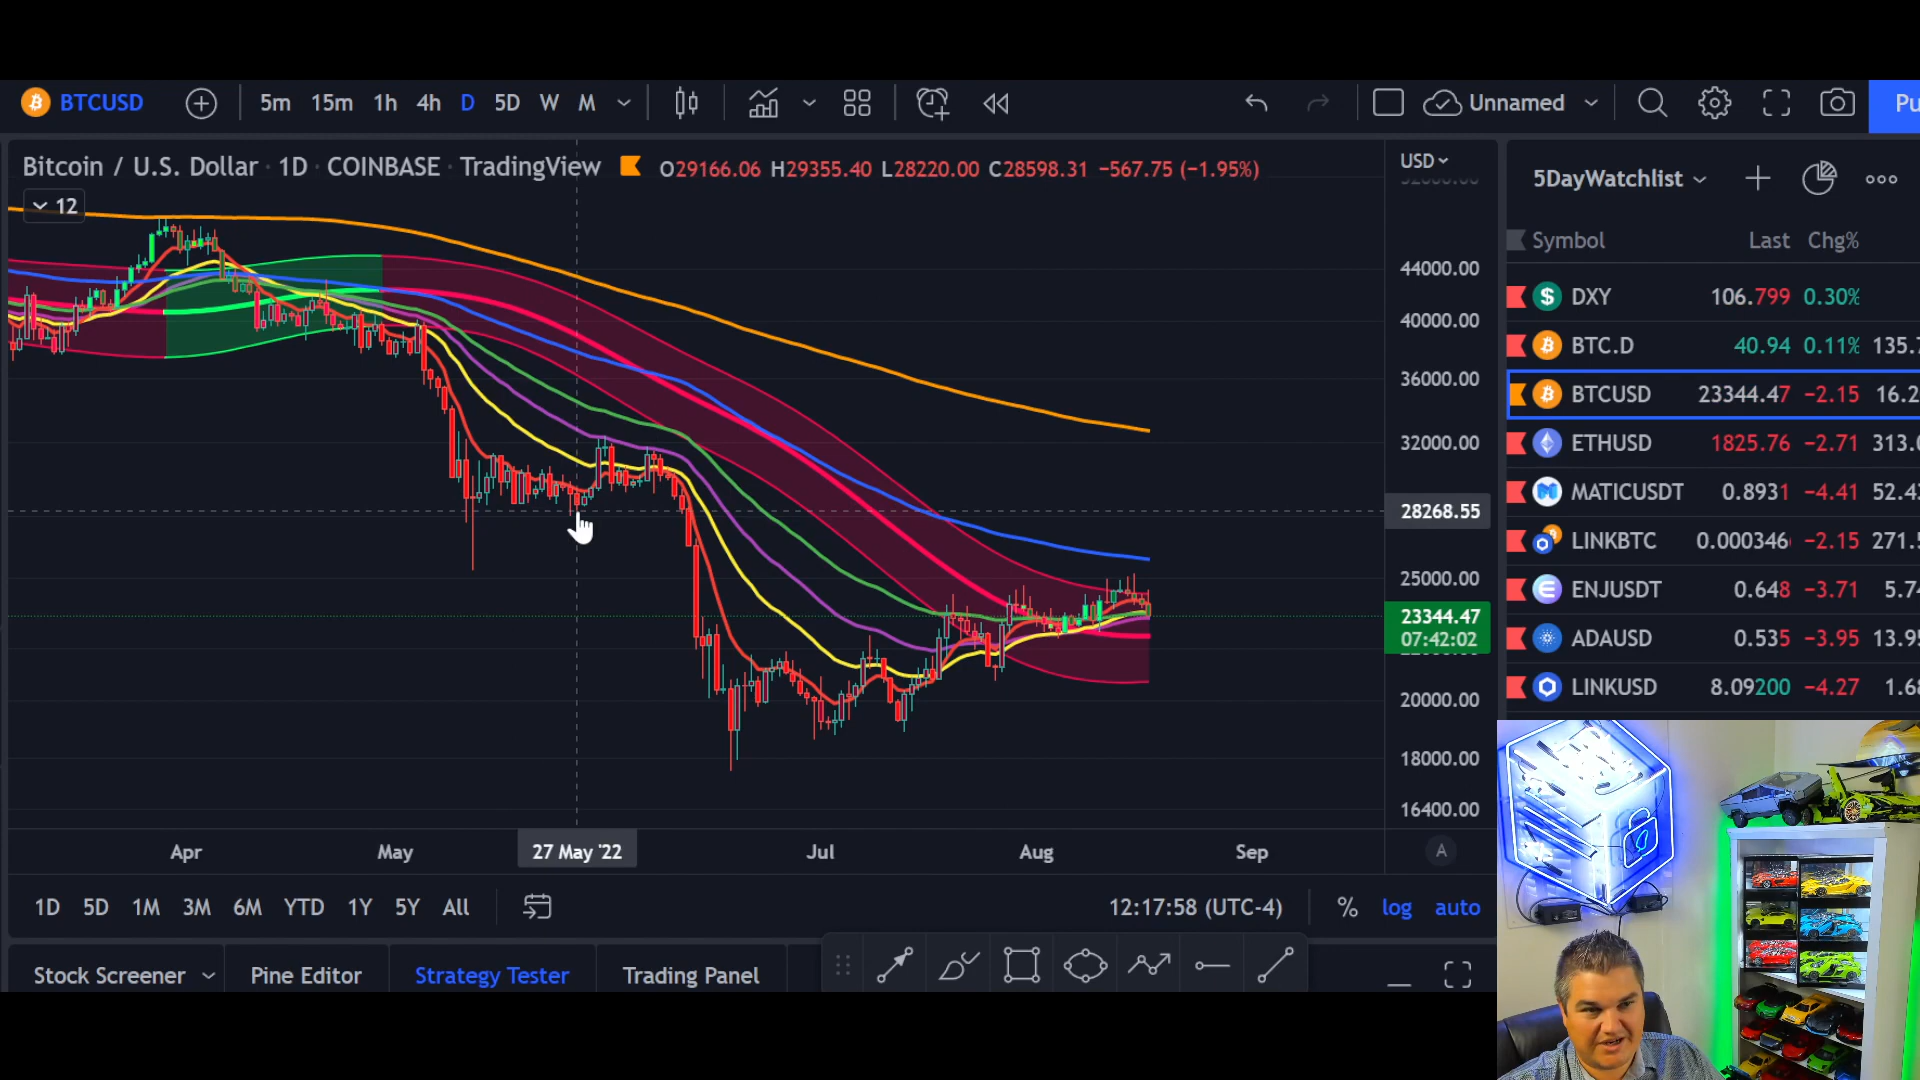 BTCUSD 5m 15m 1h 4h D 5D W M Unnamed Pu
Bitcoin / U.S. Dollar · 1D · COINBASE · TradingView O29166.06 H29355.40 L28220.00 C28598.31 −567.75 (−1.95%)
12
USD
44000.00
40000.00
36000.00
32000.00
28268.55
25000.00
23344.47
07:42:02
20000.00
18000.00
16400.00
Apr May 27 May '22 Jul Aug Sep A
1D 5D 1M 3M 6M YTD 1Y 5Y All 12:17:58 (UTC-4) % log auto
Stock Screener Pine Editor Strategy Tester Trading Panel
5DayWatchlist
Symbol Last Chg%
DXY 106.799 0.30%
BTC.D 40.94 0.11% 135.7
BTCUSD 23344.47 −2.15 16.2
ETHUSD 1825.76 −2.71 313.0
MATICUSDT 0.8931 −4.41 52.43
LINKBTC 0.000346 −2.15 271.5
ENJUSDT 0.648 −3.71 5.74
ADAUSD 0.535 −3.95 13.95
LINKUSD 8.09200 −4.27 1.68